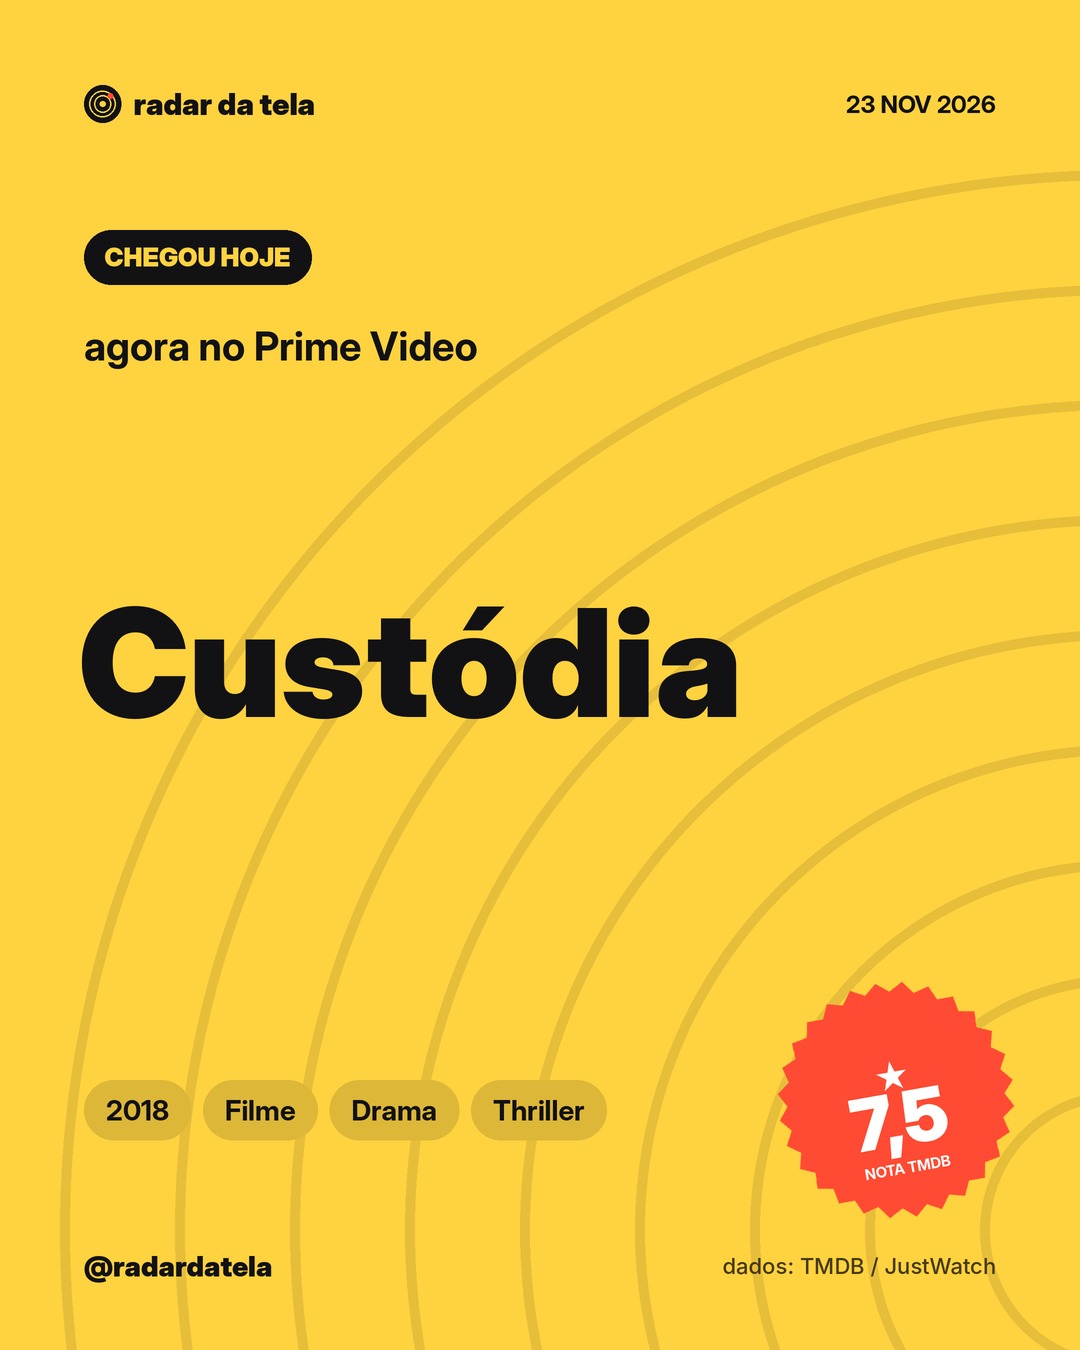 radar da tela
23 NOV 2026
CHEGOU HOJE
agora no Prime Video
Custódia
2018
Filme
Drama
Thriller
7,5
NOTA TMDB
@radardatela
dados: TMDB / JustWatch